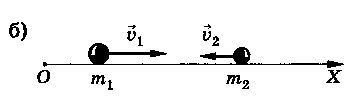 б)
v⃗₁ v⃗₂
O m₁ m₂ X